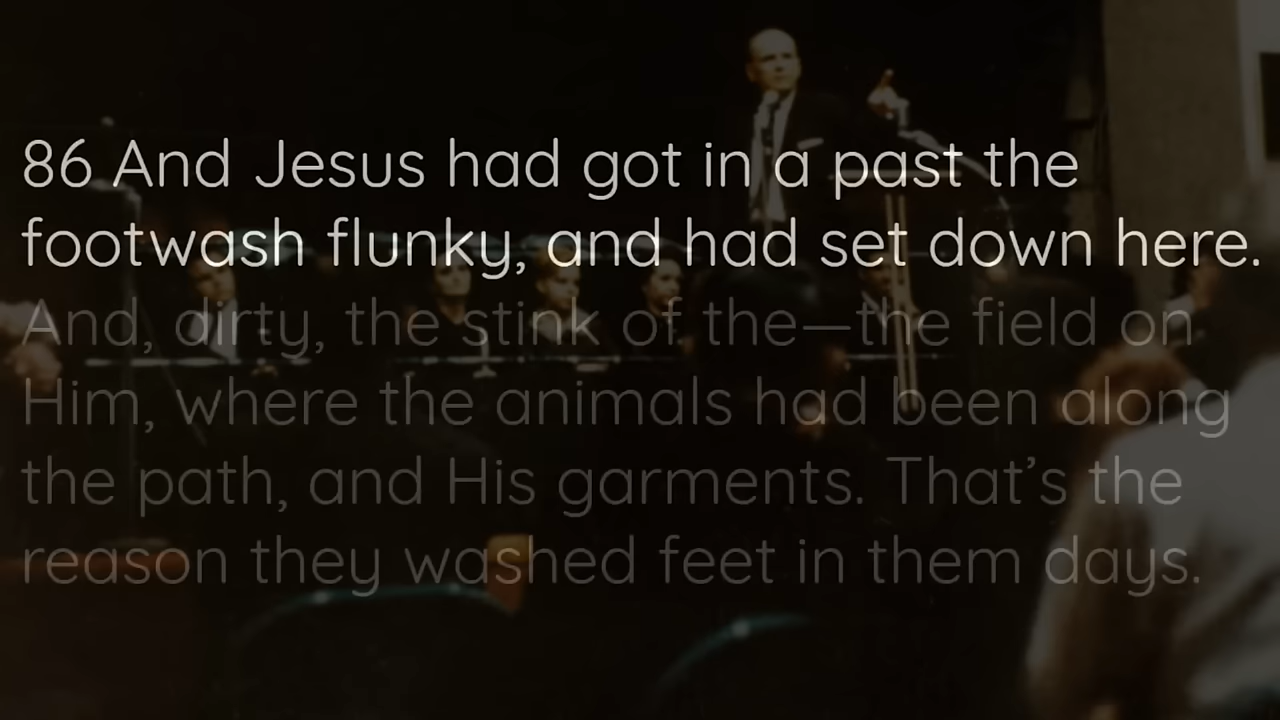 86 And Jesus had got in a past the
footwash flunky, and had set down here.
And, dirty, the stink of the—the field on
Him, where the animals had been along
the path, and His garments. That’s the
reason they washed feet in them days.